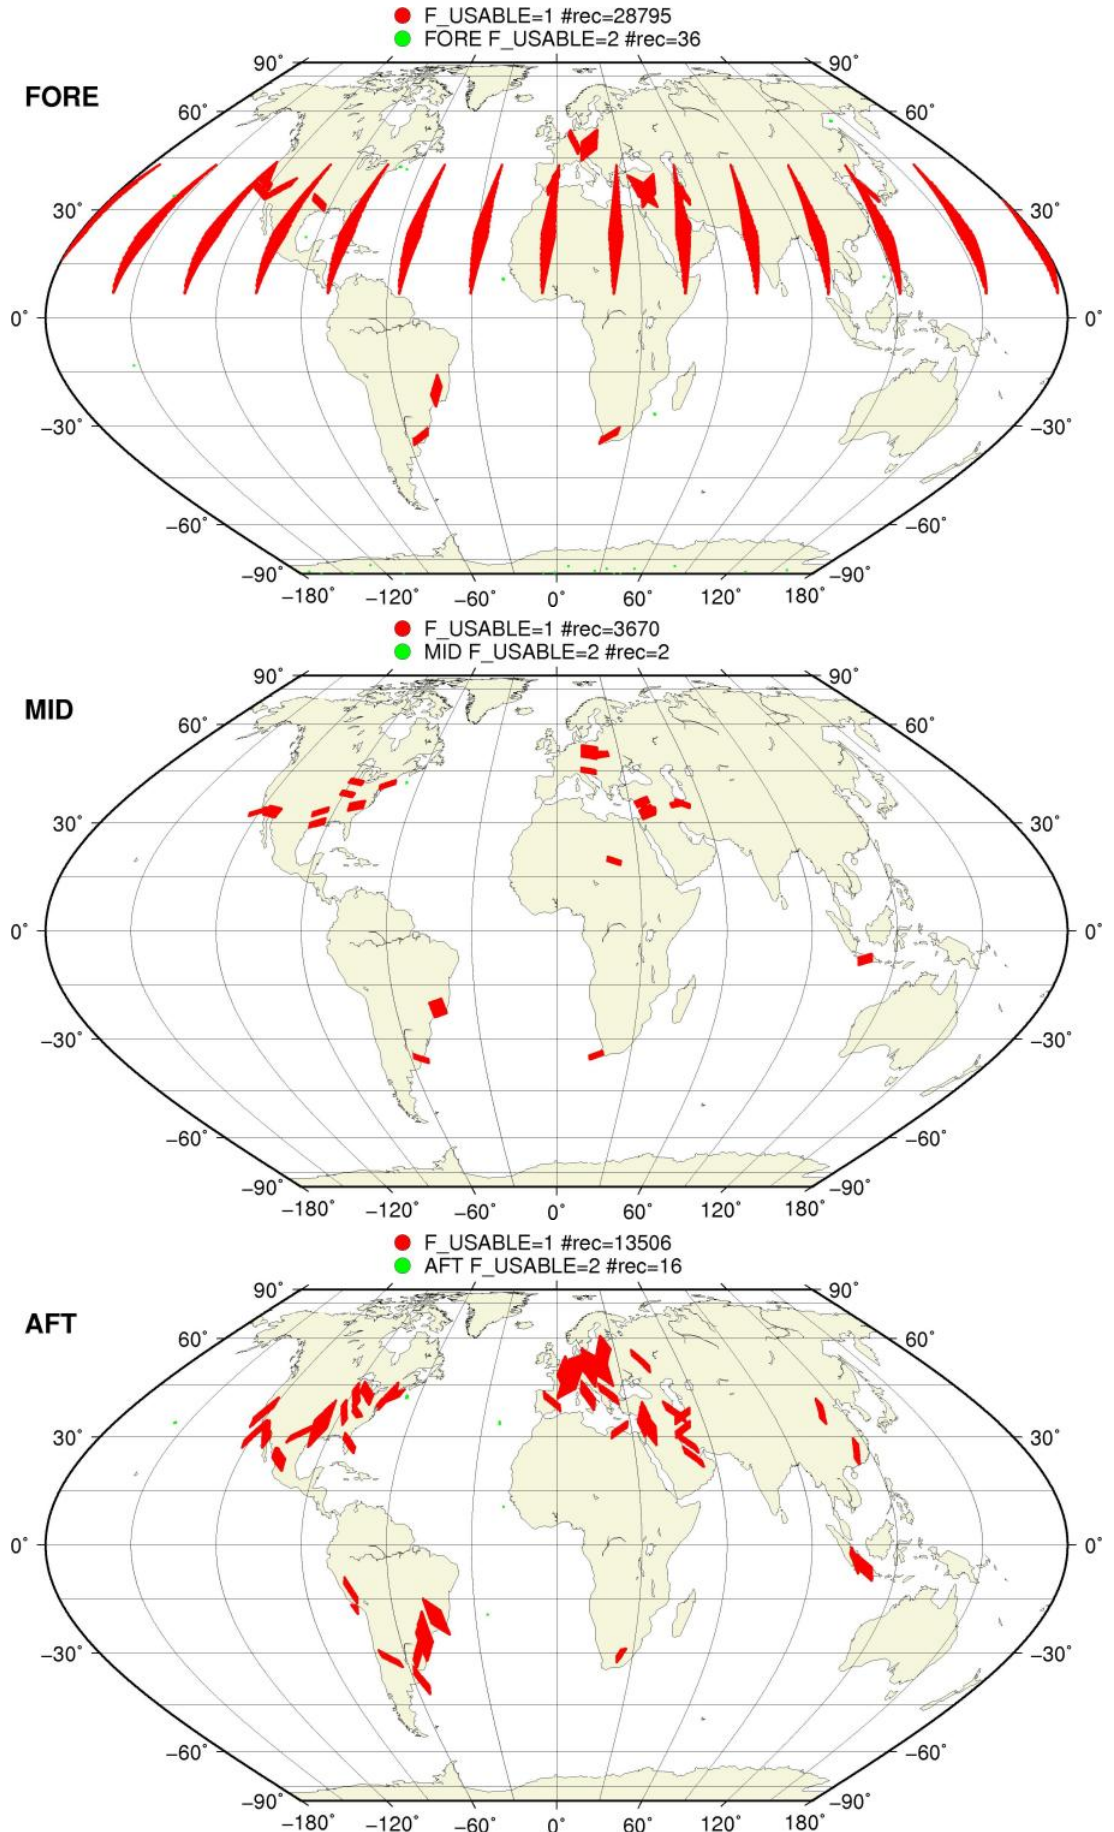 F_USABLE=1 #rec=28795
FORE F_USABLE=2 #rec=36
FORE
90° 90°
60° 60°
30° 30°
0° 0°
−30° −30°
−60° −60°
−90° −90°
−180° −120° −60° 0° 60° 120° 180°
F_USABLE=1 #rec=3670
MID F_USABLE=2 #rec=2
MID
90° 90°
60° 60°
30° 30°
0° 0°
−30° −30°
−60° −60°
−90° −90°
−180° −120° −60° 0° 60° 120° 180°
F_USABLE=1 #rec=13506
AFT F_USABLE=2 #rec=16
AFT
90° 90°
60° 60°
30° 30°
0° 0°
−30° −30°
−60° −60°
−90° −90°
−180° −120° −60° 0° 60° 120° 180°